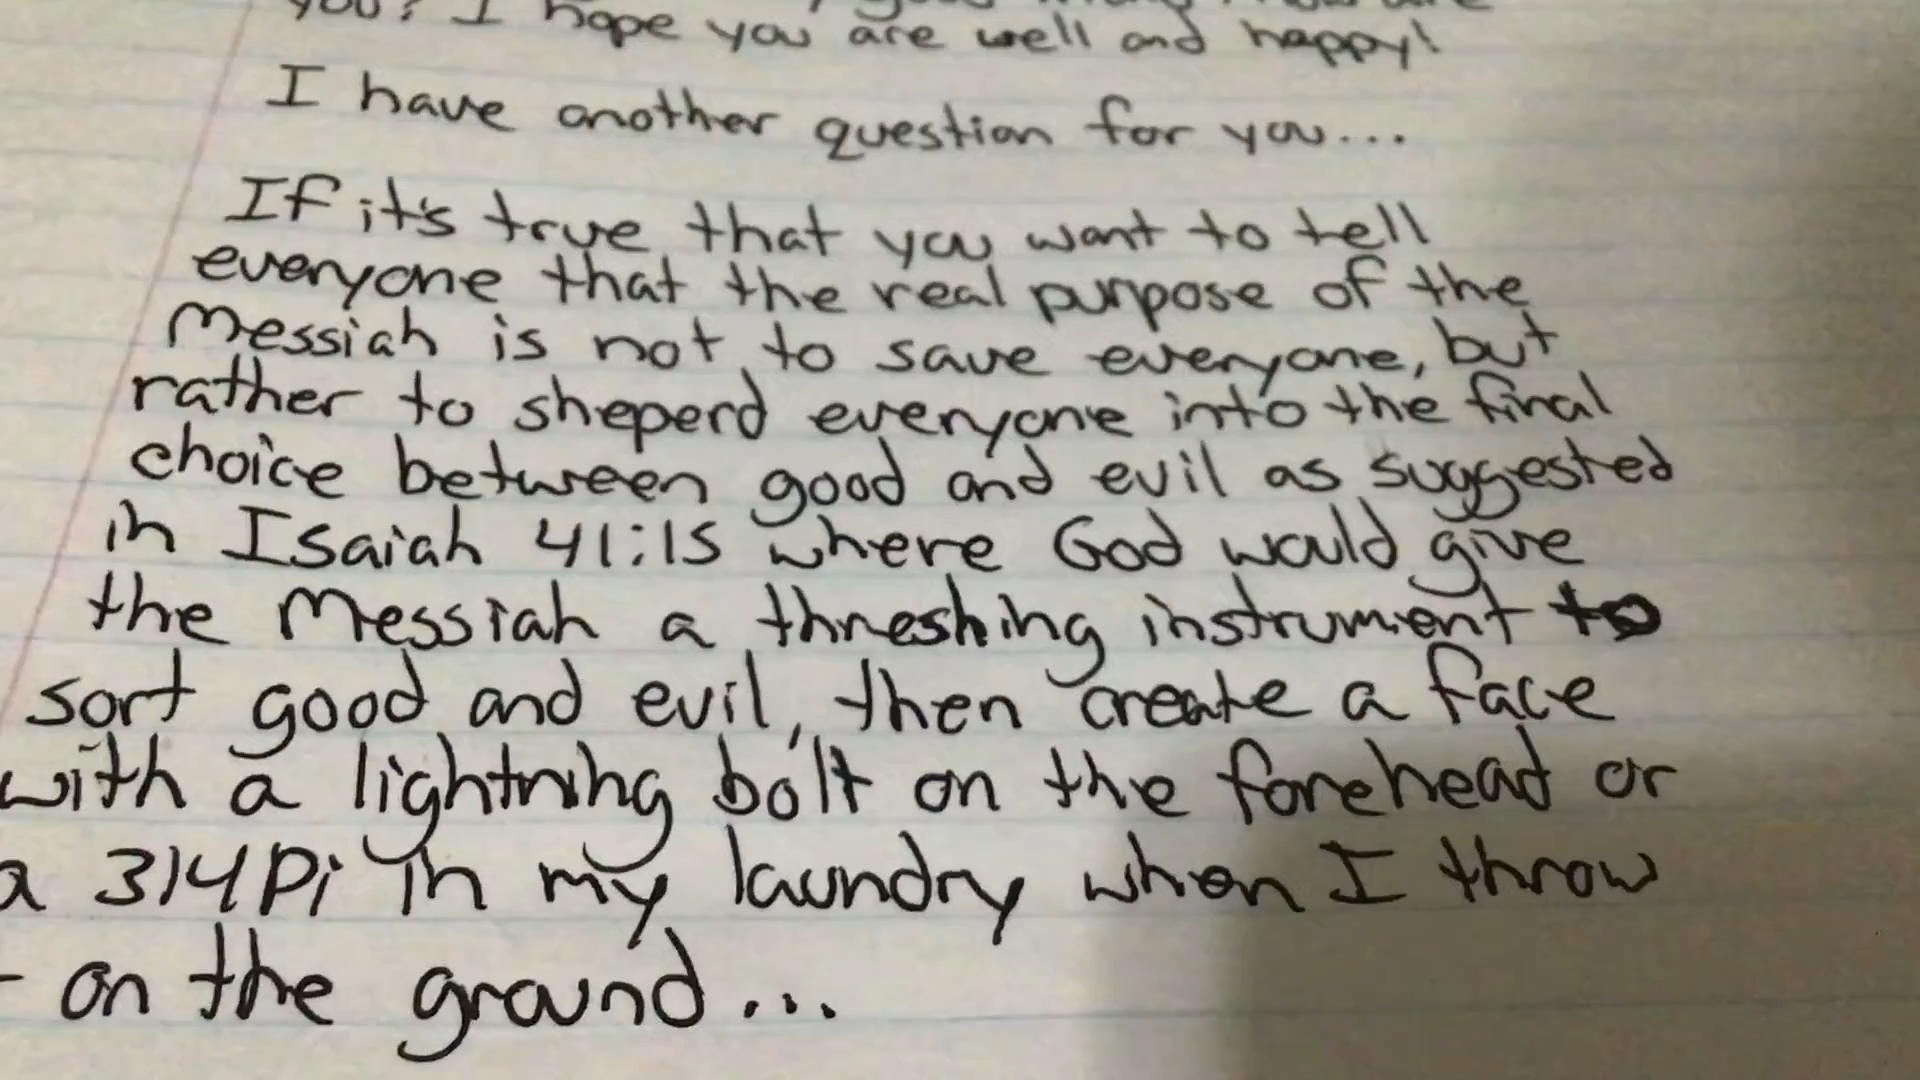 you? I hope you are well and happy!
I have another question for you...
If it's true that you want to tell
everyone that the real purpose of the
Messiah is not to save everyone, but
rather to sheperd everyone into the final
choice between good and evil as suggested
in Isaiah 41:15 where God would give
the Messiah a threshing instrument to
sort good and evil, then create a face
with a lightning bolt on the forehead or
a 314Pi in my laundry when I throw
on the ground...